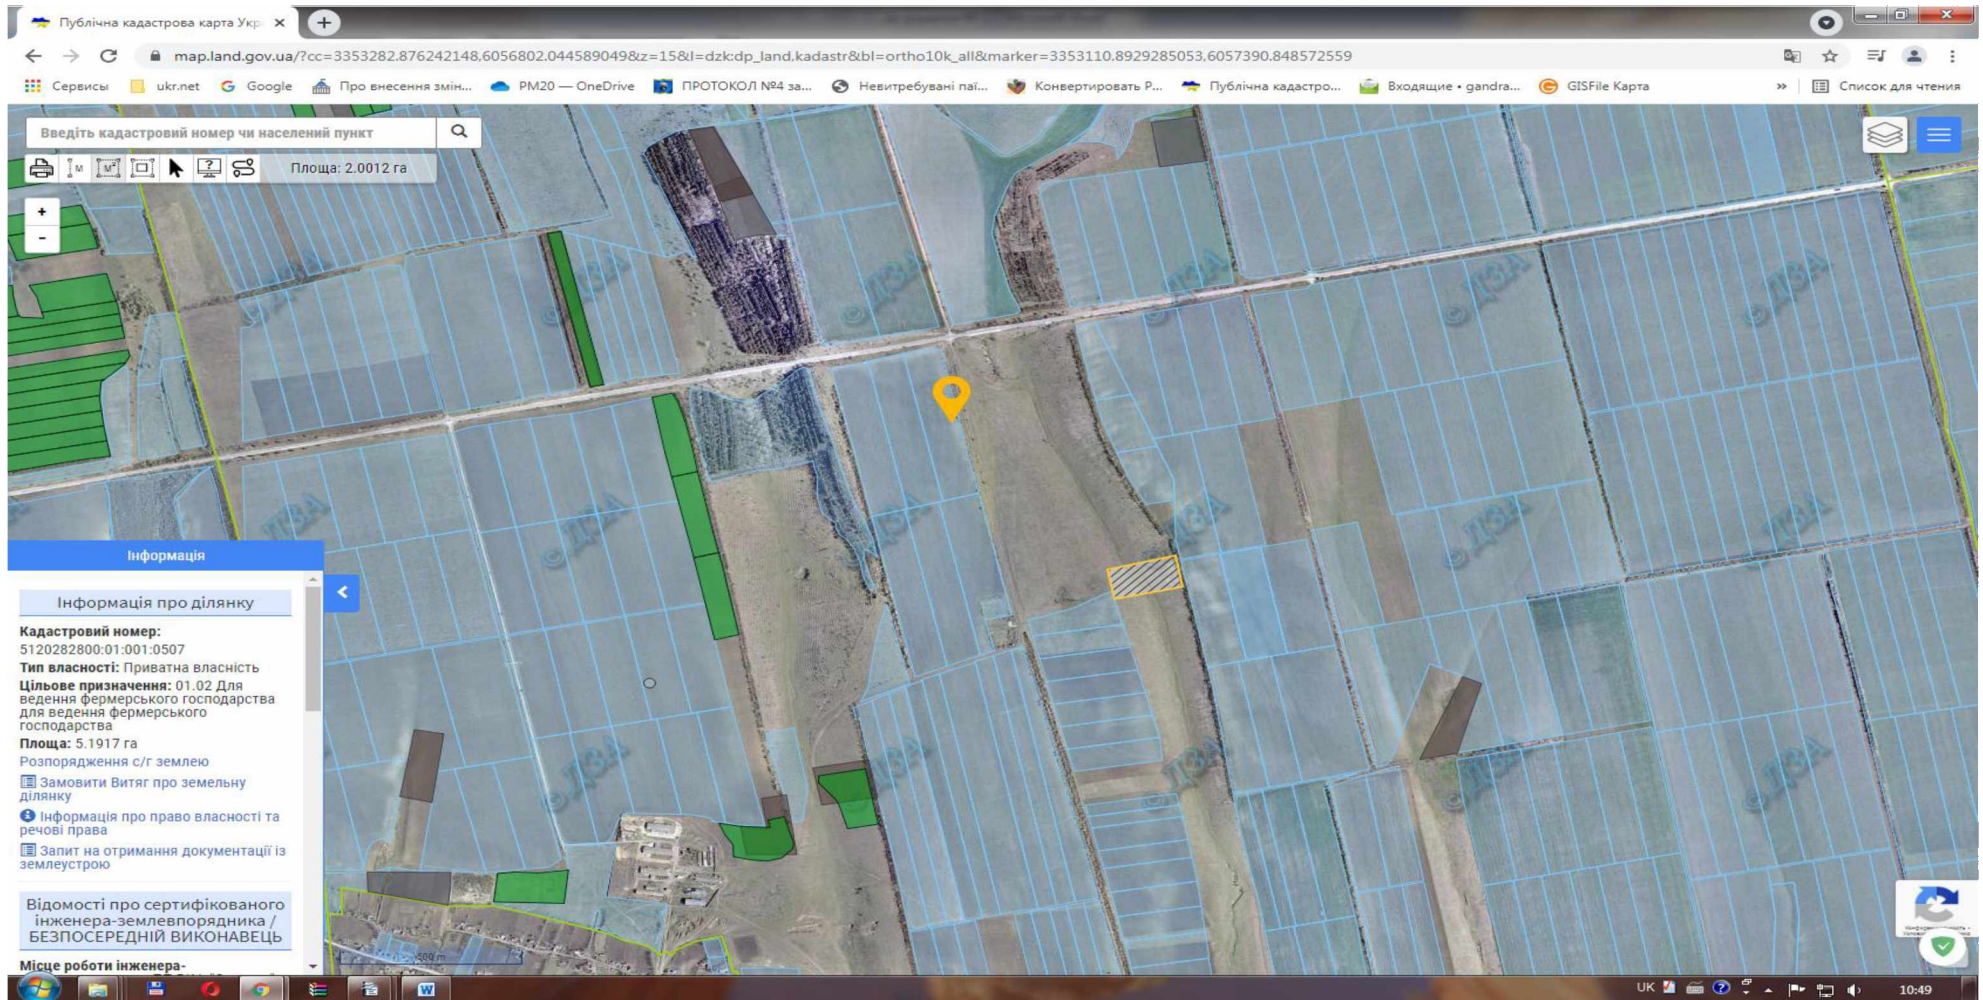 Публічна кадастрова карта Укр
map.land.gov.ua/?cc=3353282.876242148,6056802.044589049&z=15&l=dzk:dp_land,kadastr&bl=ortho10k_all&marker=3353110.8929285053,6057390.848572559
Сервисы ukr.net Google Про внесення змін... PM20 — OneDrive ПРОТОКОЛ №4 за... Невитребувані паї... Конвертировать P... Публічна кадастро... Входящие • gandra... GISFile Карта » Список для чтения
Введіть кадастровий номер чи населений пункт
Площа: 2.0012 га
+
-
© ДЗА
Інформація
Інформація про ділянку
Кадастровий номер:
5120282800:01:001:0507
Тип власності: Приватна власність
Цільове призначення: 01.02 Для
ведення фермерського господарства
для ведення фермерського
господарства
Площа: 5.1917 га
Розпорядження с/г землею
Замовити Витяг про земельну
ділянку
Інформація про право власності та
речові права
Запит на отримання документації із
землеустрою
Відомості про сертифікованого
інженера-землевпорядника /
БЕЗПОСЕРЕДНІЙ ВИКОНАВЕЦЬ
Місце роботи інженера-
500 m
UK 10:49